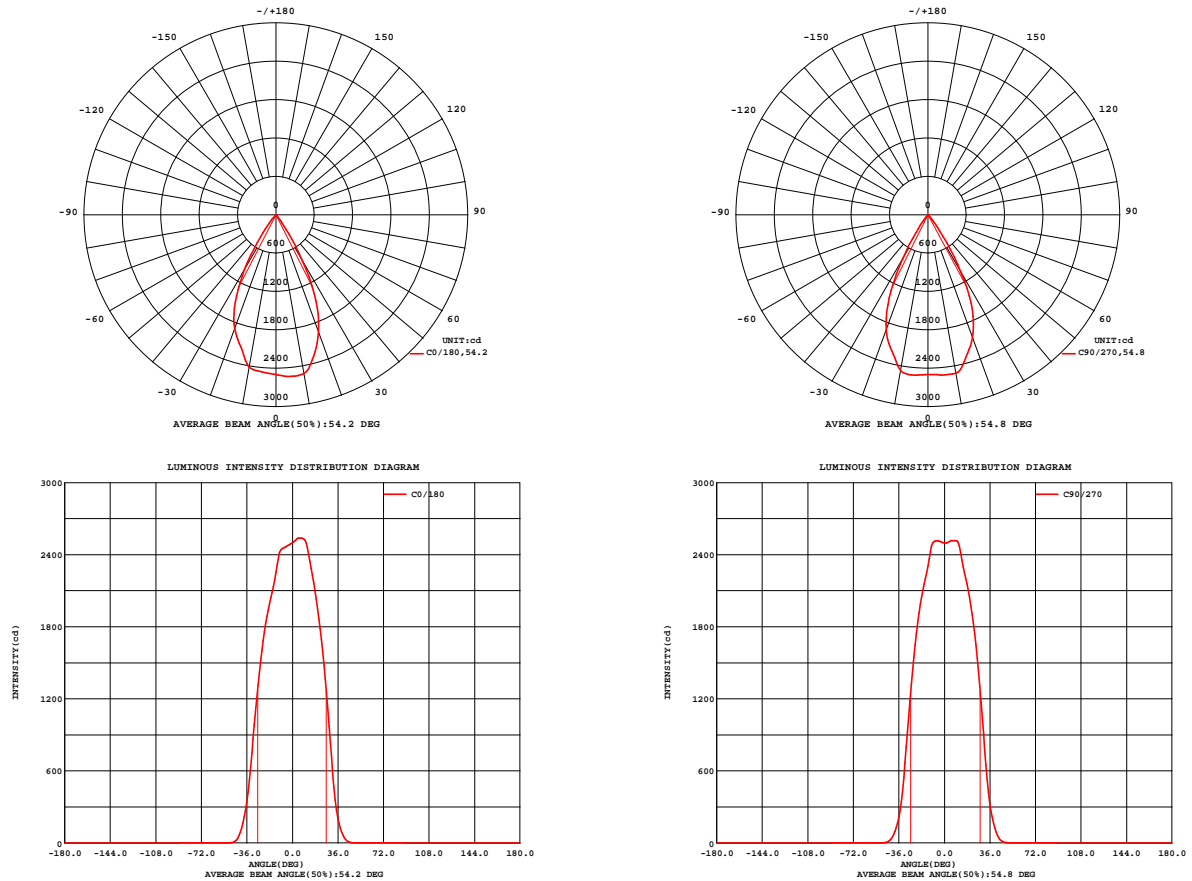 -/+180
-150 150
-120 120
-90 90
-60 60
-30 30
0
0
600
1200
1800
2400
3000
UNIT:cd
C0/180,54.2
AVERAGE BEAM ANGLE(50%):54.2 DEG
-/+180
-150 150
-120 120
-90 90
-60 60
-30 30
0
0
600
1200
1800
2400
3000
UNIT:cd
C90/270,54.8
AVERAGE BEAM ANGLE(50%):54.8 DEG
LUMINOUS INTENSITY DISTRIBUTION DIAGRAM
C0/180
INTENSITY(cd)
3000
2400
1800
1200
600
0
-180.0 -144.0 -108.0 -72.0 -36.0 0.0 36.0 72.0 108.0 144.0 180.0
ANGLE(DEG)
AVERAGE BEAM ANGLE(50%):54.2 DEG
LUMINOUS INTENSITY DISTRIBUTION DIAGRAM
C90/270
INTENSITY(cd)
3000
2400
1800
1200
600
0
-180.0 -144.0 -108.0 -72.0 -36.0 0.0 36.0 72.0 108.0 144.0 180.0
ANGLE(DEG)
AVERAGE BEAM ANGLE(50%):54.8 DEG